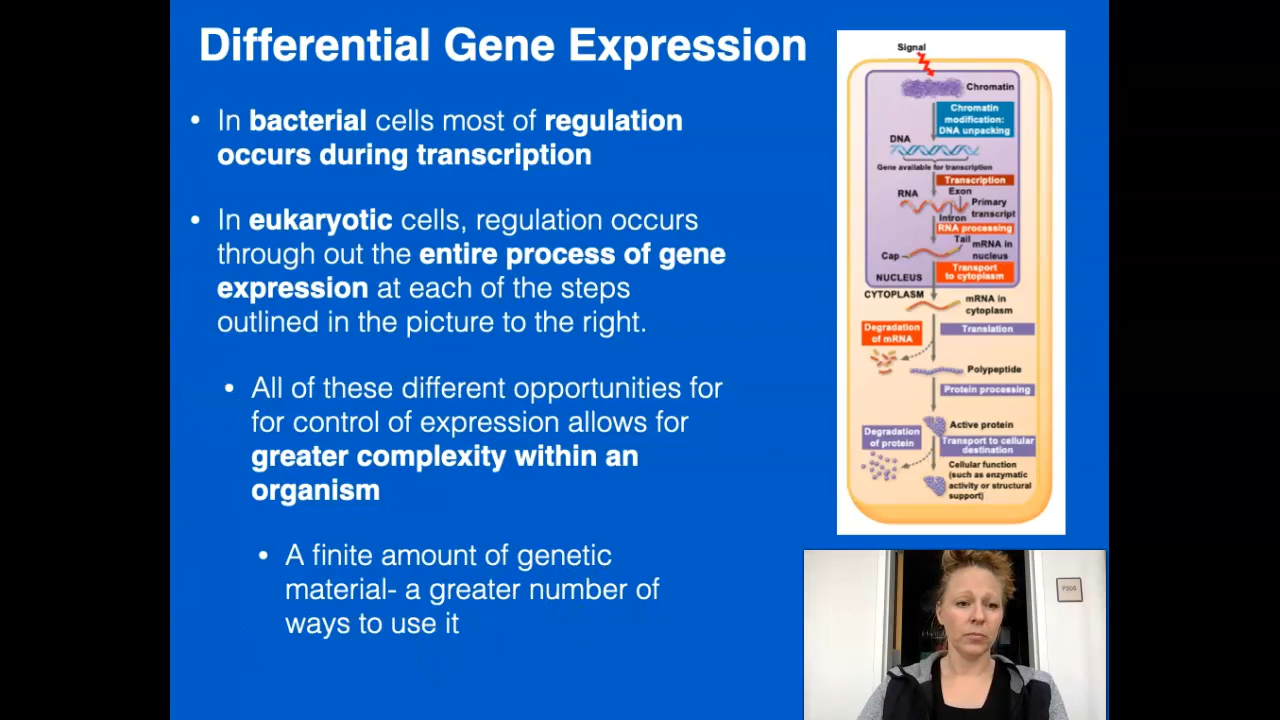 Differential Gene Expression
• In bacterial cells most of regulation
occurs during transcription
• In eukaryotic cells, regulation occurs
through out the entire process of gene
expression at each of the steps
outlined in the picture to the right.
• All of these different opportunities for
for control of expression allows for
greater complexity within an
organism
• A finite amount of genetic
material- a greater number of
ways to use it
Signal
Chromatin
Chromatin
modification:
DNA unpacking
DNA
Gene available for transcription
Transcription
RNA
Exon
Primary
transcript
Intron
RNA processing
Tail
Cap
mRNA in
nucleus
Transport
to cytoplasm
NUCLEUS
CYTOPLASM
mRNA in
cytoplasm
Degradation
of mRNA
Translation
Polypeptide
Protein processing
Active protein
Degradation
of protein
Transport to cellular
destination
Cellular function
(such as enzymatic
activity or structural
support)